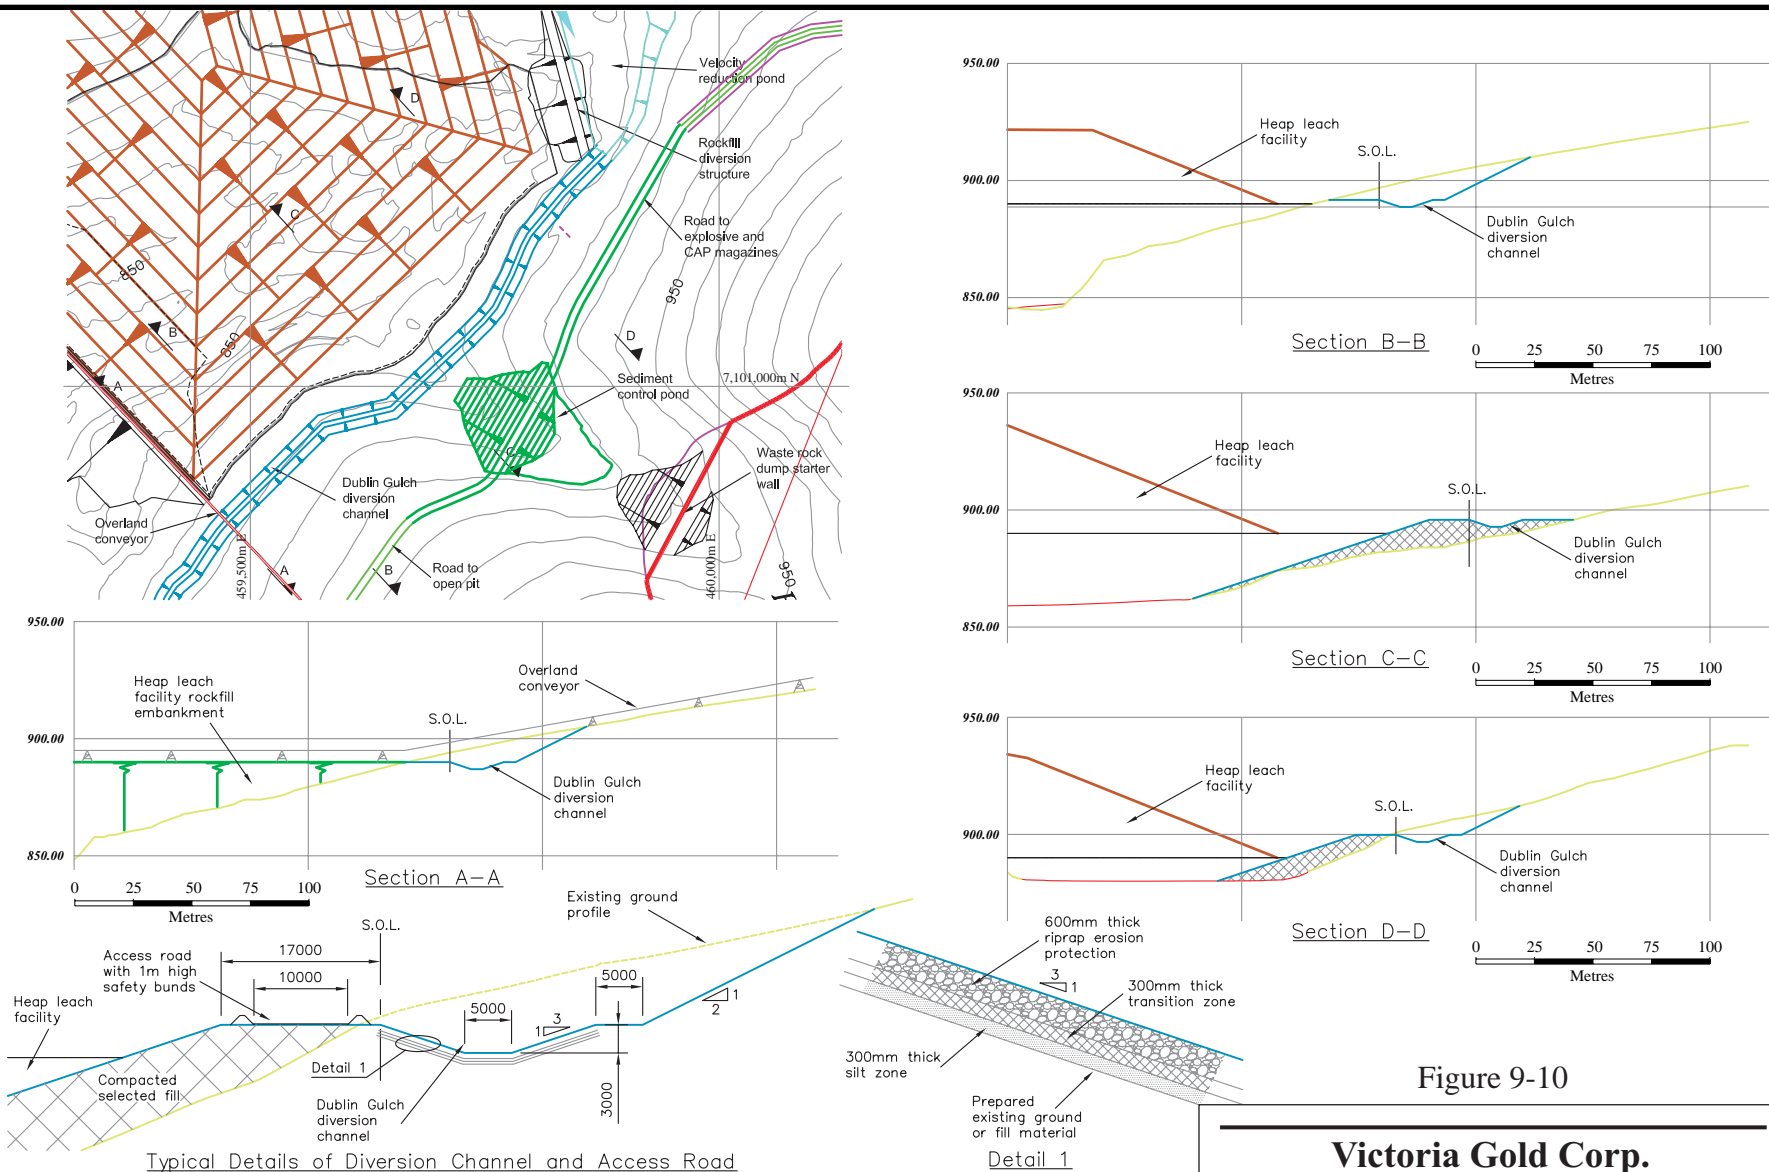 Velocity
reduction pond
Rockfill
diversion
structure
Road to
explosive and
CAP magazines
D
C
B
A
850
850
950
D
7,101,000m N
Sediment
control pond
C
Waste rock
dump starter
wall
Dublin Gulch
diversion
channel
Overland
conveyor
A
459,500m E
B
Road to
open pit
460,000m E
950
950.00
900.00
850.00
Heap leach
facility
S.O.L.
Dublin Gulch
diversion
channel
Section B-B
0 25 50 75 100
Metres
950.00
900.00
850.00
Heap leach
facility
S.O.L.
Dublin Gulch
diversion
channel
Section C-C
0 25 50 75 100
Metres
950.00
900.00
850.00
Heap leach
facility rockfill
embankment
S.O.L.
Overland
conveyor
Dublin Gulch
diversion
channel
Section A-A
0 25 50 75 100
Metres
950.00
900.00
Heap leach
facility
S.O.L.
Dublin Gulch
diversion
channel
Section D-D
0 25 50 75 100
Metres
Existing ground
profile
S.O.L.
17000
10000
Access road
with 1m high
safety bunds
Heap leach
facility
5000
5000
3
1
1
2
3000
Detail 1
Compacted
selected fill
Dublin Gulch
diversion
channel
Typical Details of Diversion Channel and Access Road
600mm thick
riprap erosion
protection
3
1
300mm thick
transition zone
300mm thick
silt zone
Prepared
existing ground
or fill material
Detail 1
Figure 9-10
Victoria Gold Corp.